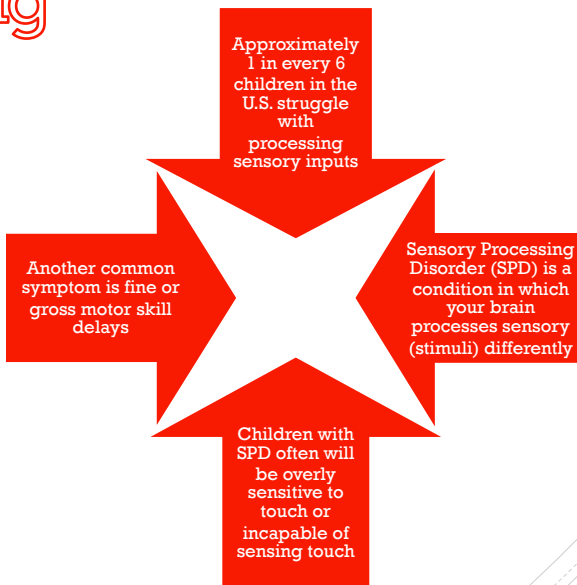 ng
Approximately
1 in every 6
children in the
U.S. struggle
with
processing
sensory inputs
Sensory Processing
Disorder (SPD) is a
condition in which
your brain
processes sensory
(stimuli) differently
Children with
SPD often will
be overly
sensitive to
touch or
incapable of
sensing touch
Another common
symptom is fine or
gross motor skill
delays